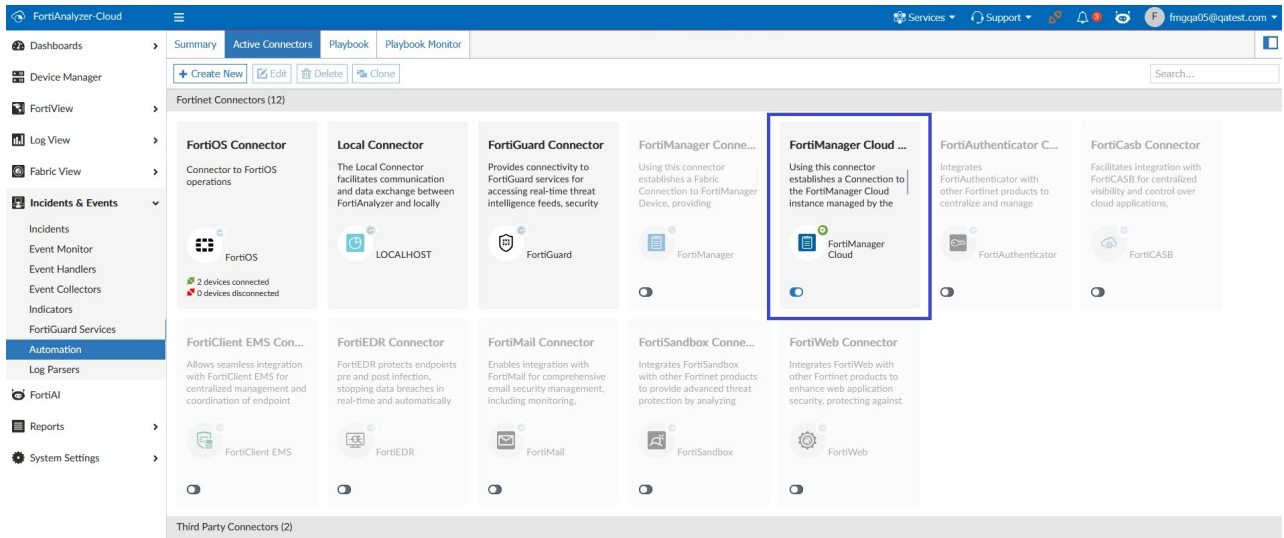 FortiAnalyzer-Cloud
Services
Support
3
F
fmgqa05@qatest.com
Dashboards
Device Manager
FortiView
Log View
Fabric View
Incidents & Events
Incidents
Event Monitor
Event Handlers
Event Collectors
Indicators
FortiGuard Services
Automation
Log Parsers
FortiAI
Reports
System Settings
Summary
Active Connectors
Playbook
Playbook Monitor
+ Create New
Edit
Delete
Clone
Search...
Fortinet Connectors (12)
FortiOS Connector
Connector to FortiOS
operations
FortiOS
2 devices connected
0 devices disconnected
Local Connector
The Local Connector
facilitates communication
and data exchange between
FortiAnalyzer and locally
LOCALHOST
FortiGuard Connector
Provides connectivity to
FortiGuard services for
accessing real-time threat
intelligence feeds, security
FortiGuard
FortiManager Conne...
Using this connector
establishes a Fabric
Connection to FortiManager
Device, providing
FortiManager
FortiManager Cloud ...
Using this connector
establishes a Connection to
the FortiManager Cloud
instance managed by the
FortiManager
Cloud
FortiAuthenticator C...
Integrates
FortiAuthenticator with
other Fortinet products to
centralize and manage
FortiAuthenticator
FortiCasb Connector
Facilitates integration with
FortiCASB for centralized
visibility and control over
cloud applications,
FortiCASB
FortiClient EMS Con...
Allows seamless integration
with FortiClient EMS for
centralized management and
coordination of endpoint
FortiClient EMS
FortiEDR Connector
FortiEDR protects endpoints
pre and post infection,
stopping data breaches in
real-time and automatically
FortiEDR
FortiMail Connector
Enables integration with
FortiMail for comprehensive
email security management,
including monitoring,
FortiMail
FortiSandbox Conne...
Integrates FortiSandbox
with other Fortinet products
to provide advanced threat
protection by analyzing
FortiSandbox
FortiWeb Connector
Integrates FortiWeb with
other Fortinet products to
enhance web application
security, protecting against
FortiWeb
Third Party Connectors (2)